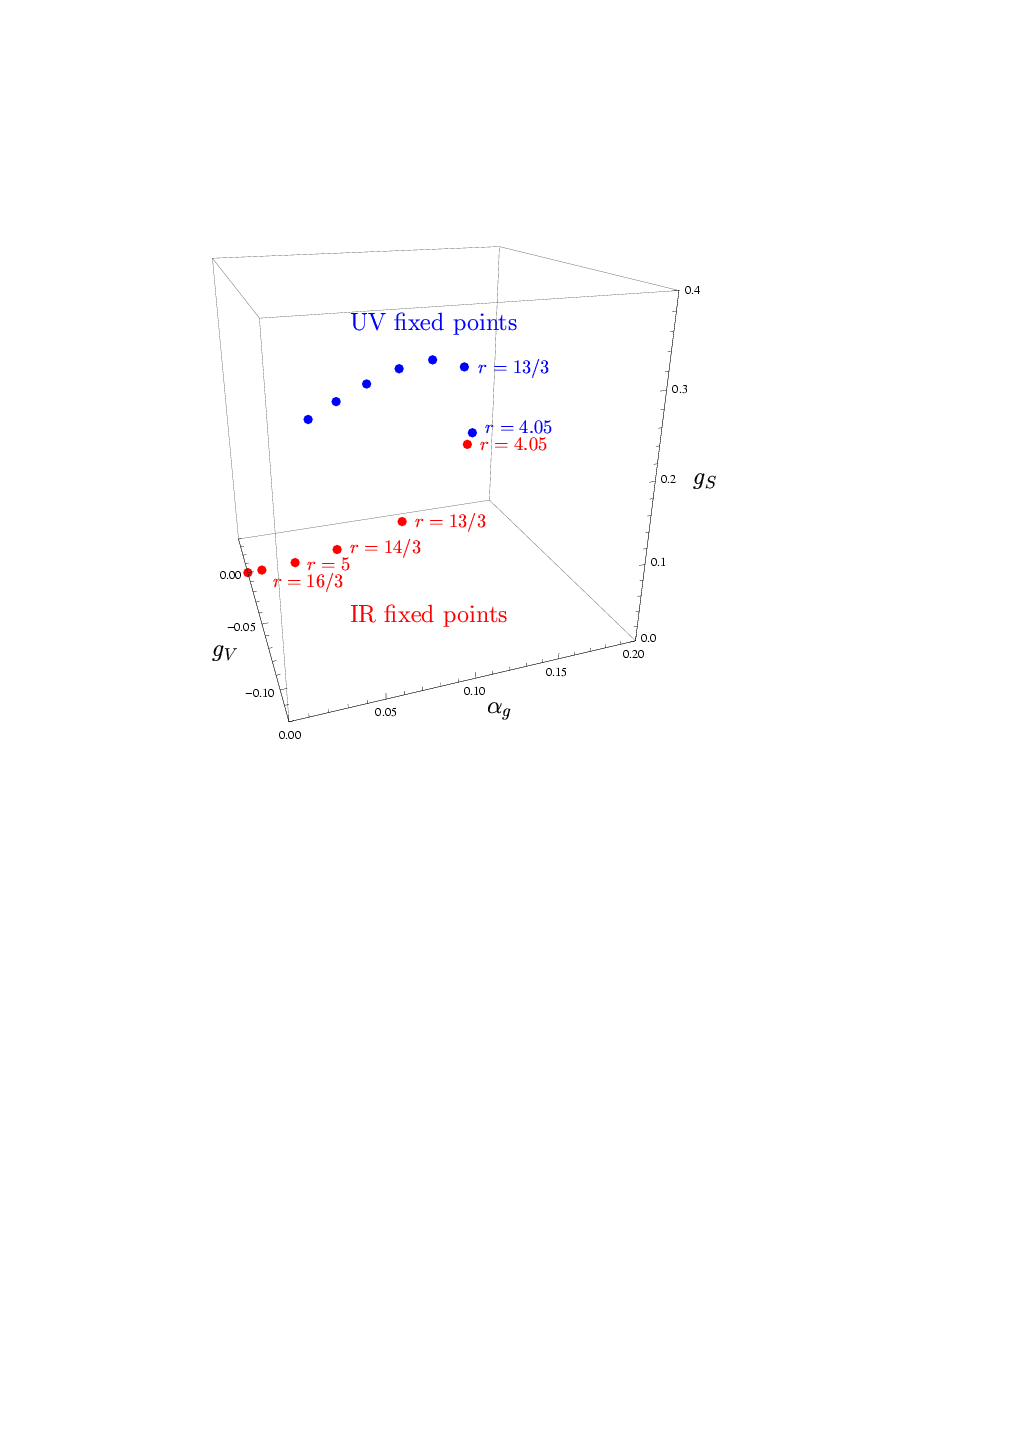 0.4
UV fixed points
r = 13/3
0.3
r = 4.05
r = 4.05
0.2
g_S
r = 13/3
r = 14/3
0.1
r = 5
0.00
r = 16/3
IR fixed points
−0.05
0.0
g_V
0.20
0.15
−0.10
0.10
0.05
α_g
0.00